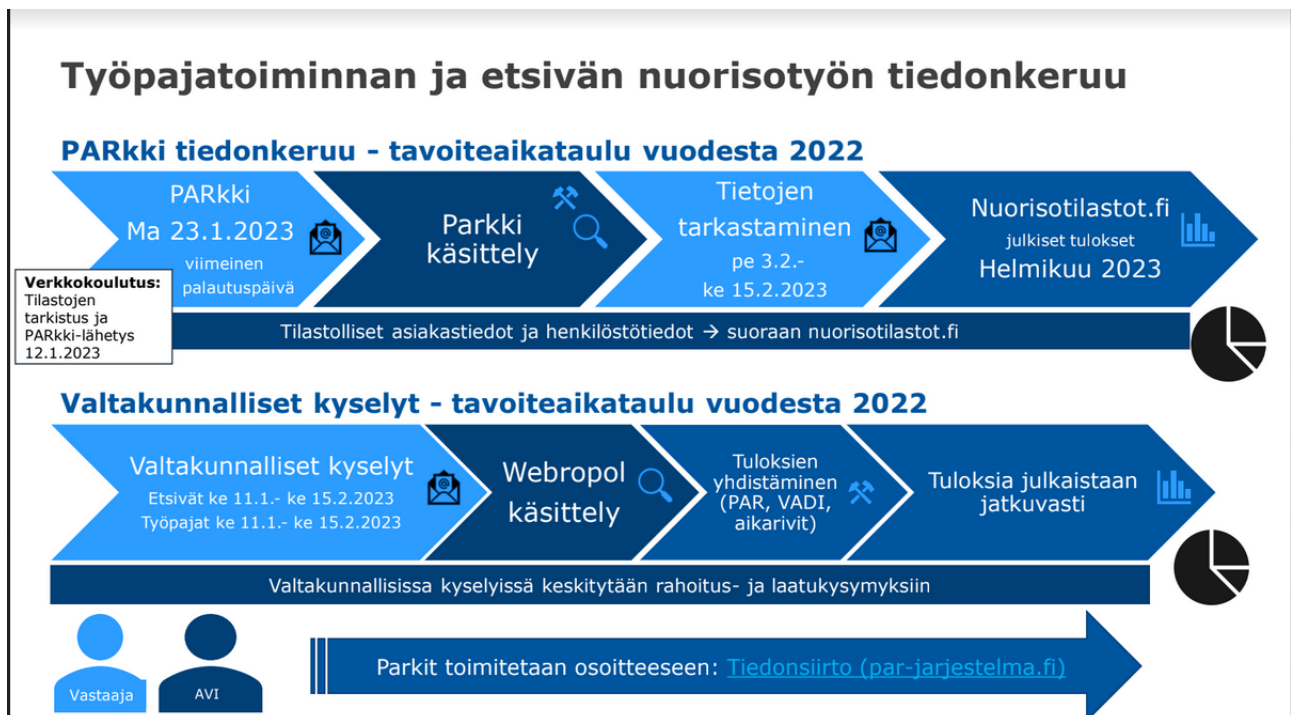 Työpajatoiminnan ja etsivän nuorisotyön tiedonkeruu
PARkki tiedonkeruu - tavoiteaikataulu vuodesta 2022
PARkki
Ma 23.1.2023
viimeinen
palautuspäivä
Parkki
käsittely
Tietojen
tarkastaminen
pe 3.2.-
ke 15.2.2023
Nuorisotilastot.fi
julkiset tulokset
Helmikuu 2023
Verkkokoulutus:
Tilastojen
tarkistus ja
PARkki-lähetys
12.1.2023
Tilastolliset asiakastiedot ja henkilöstötiedot → suoraan nuorisotilastot.fi
Valtakunnalliset kyselyt - tavoiteaikataulu vuodesta 2022
Valtakunnalliset kyselyt
Etsivät ke 11.1.- ke 15.2.2023
Työpajat ke 11.1.- ke 15.2.2023
Webropol
käsittely
Tuloksien
yhdistäminen
(PAR, VADI,
aikarivit)
Tuloksia julkaistaan
jatkuvasti
Valtakunnallisissa kyselyissä keskitytään rahoitus- ja laatukysymyksiin
Vastaaja
AVI
Parkit toimitetaan osoitteeseen: Tiedonsiirto (par-jarjestelma.fi)